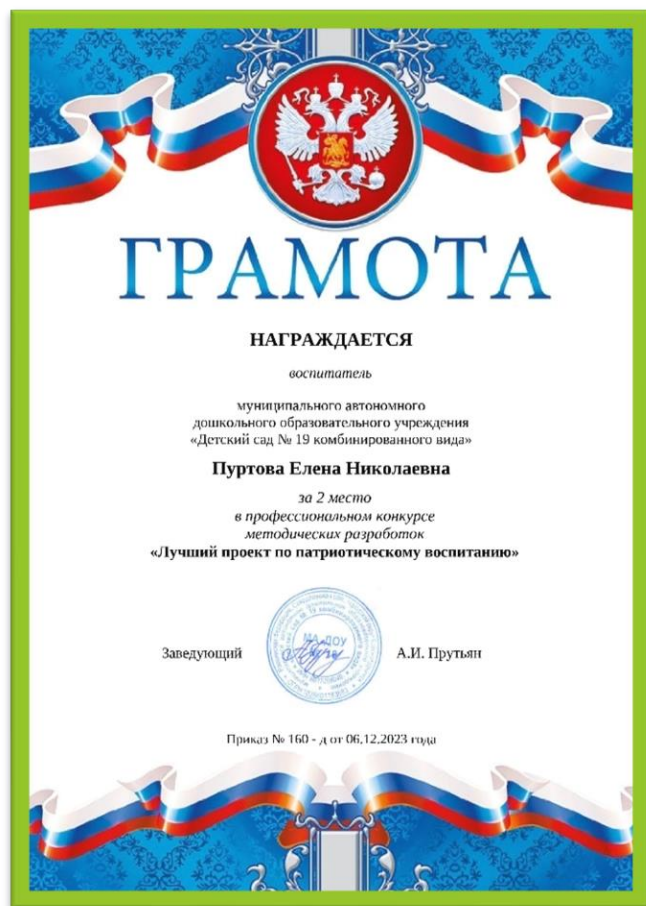 ГРАМОТА
НАГРАЖДАЕТСЯ
воспитатель
муниципального автономного
дошкольного образовательного учреждения
«Детский сад № 19 комбинированного вида»
Пуртова Елена Николаевна
за 2 место
в профессиональном конкурсе
методических разработок
«Лучший проект по патриотическому воспитанию»
Заведующий
МА ДОУ
А.И. Прутьян
Приказ № 160 - д от 06.12.2023 года